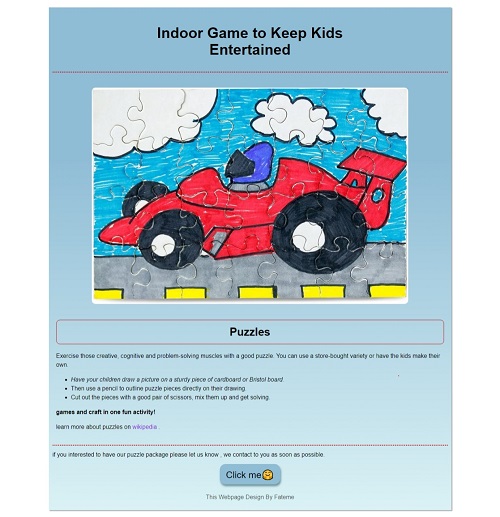 Indoor Game to Keep Kids
Entertained
Puzzles
Exercise those creative, cognitive and problem-solving muscles with a good puzzle. You can use a store-bought variety or have the kids make their
own.
Have your children draw a picture on a sturdy piece of cardboard or Bristol board.
Then use a pencil to outline puzzle pieces directly on their drawing.
Cut out the pieces with a good pair of scissors, mix them up and get solving.
games and craft in one fun activity!
learn more about puzzles on wikipedia .
if you interested to have our puzzle package please let us know , we contact to you as soon as possible.
Click me🤗
This Webpage Design By Fateme